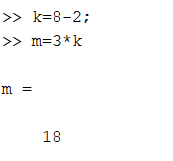 >> k=8-2;
>> m=3*k
m =
18